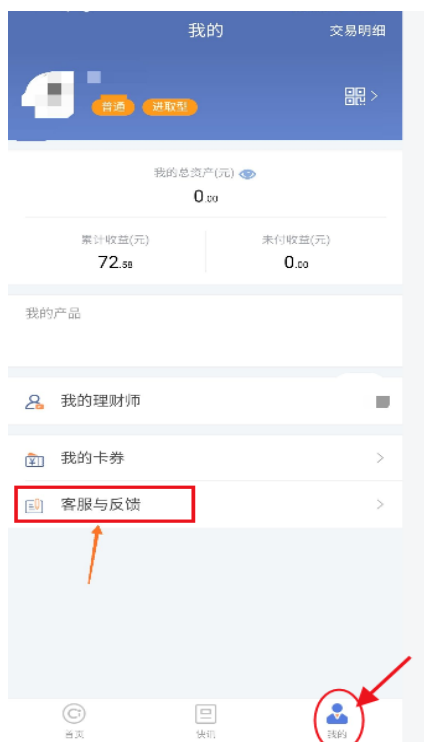 我的
交易明细
普通
进取型
我的总资产(元)
0.00
累计收益(元)
未付收益(元)
72.58
0.00
我的产品
我的理财师
我的卡券
客服与反馈
首页
快讯
我的